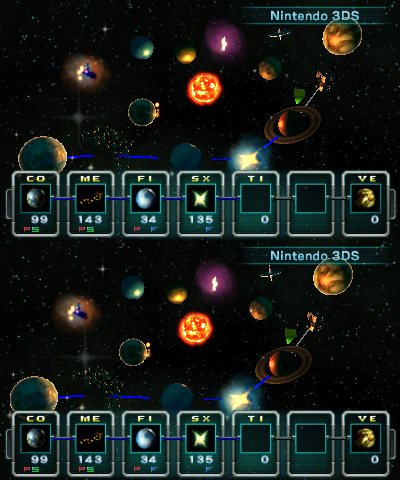 Nintendo 3DS
CO ME FI SX TI VE
99 143 34 135 0 0
PS P F F
Nintendo 3DS
CO ME FI SX TI VE
99 143 34 135 0 0
PS PS P F F